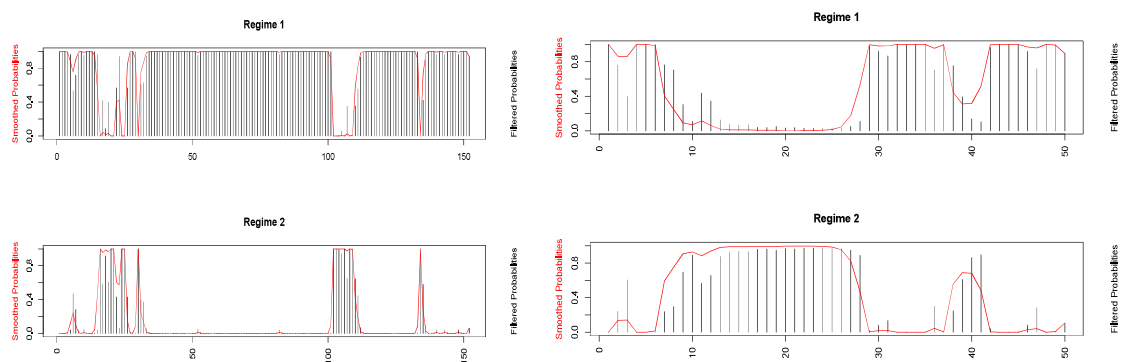 Regime 1
Smoothed Probabilities
0.0 0.4 0.8
Filtered Probabilities
0 50 100 150
Regime 1
Smoothed Probabilities
0.0 0.4 0.8
Filtered Probabilities
0 10 20 30 40 50
Regime 2
Smoothed Probabilities
0.0 0.4 0.8
Filtered Probabilities
0 50 100 150
Regime 2
Smoothed Probabilities
0.0 0.4 0.8
Filtered Probabilities
0 10 20 30 40 50